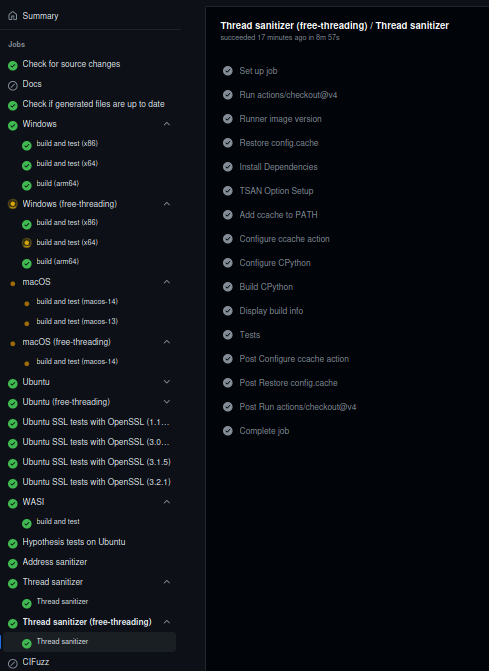 Summary
Jobs
Check for source changes
Docs
Check if generated files are up to date
Windows
build and test (x86)
build and test (x64)
build (arm64)
Windows (free-threading)
build and test (x86)
build and test (x64)
build (arm64)
macOS
build and test (macos-14)
build and test (macos-13)
macOS (free-threading)
build and test (macos-14)
Ubuntu
Ubuntu (free-threading)
Ubuntu SSL tests with OpenSSL (1.1...
Ubuntu SSL tests with OpenSSL (3.0...
Ubuntu SSL tests with OpenSSL (3.1.5)
Ubuntu SSL tests with OpenSSL (3.2.1)
WASI
build and test
Hypothesis tests on Ubuntu
Address sanitizer
Thread sanitizer
Thread sanitizer
Thread sanitizer (free-threading)
Thread sanitizer
CIFuzz
Thread sanitizer (free-threading) / Thread sanitizer
succeeded 17 minutes ago in 8m 57s
Set up job
Run actions/checkout@v4
Runner image version
Restore config.cache
Install Dependencies
TSAN Option Setup
Add ccache to PATH
Configure ccache action
Configure CPython
Build CPython
Display build info
Tests
Post Configure ccache action
Post Restore config.cache
Post Run actions/checkout@v4
Complete job